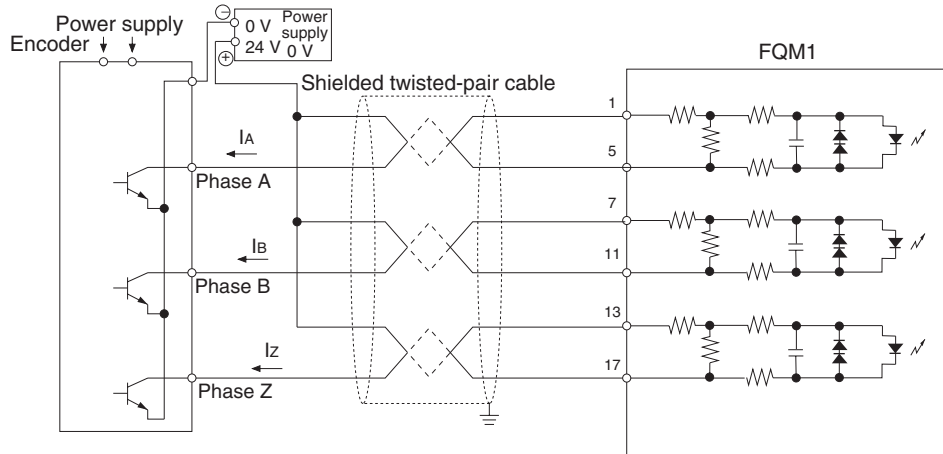 Power supply
Encoder
⊖
0 V Power supply
24 V 0 V
⊕
FQM1
Shielded twisted-pair cable
1
IA
5
Phase A
7
IB
11
Phase B
13
IZ
17
Phase Z